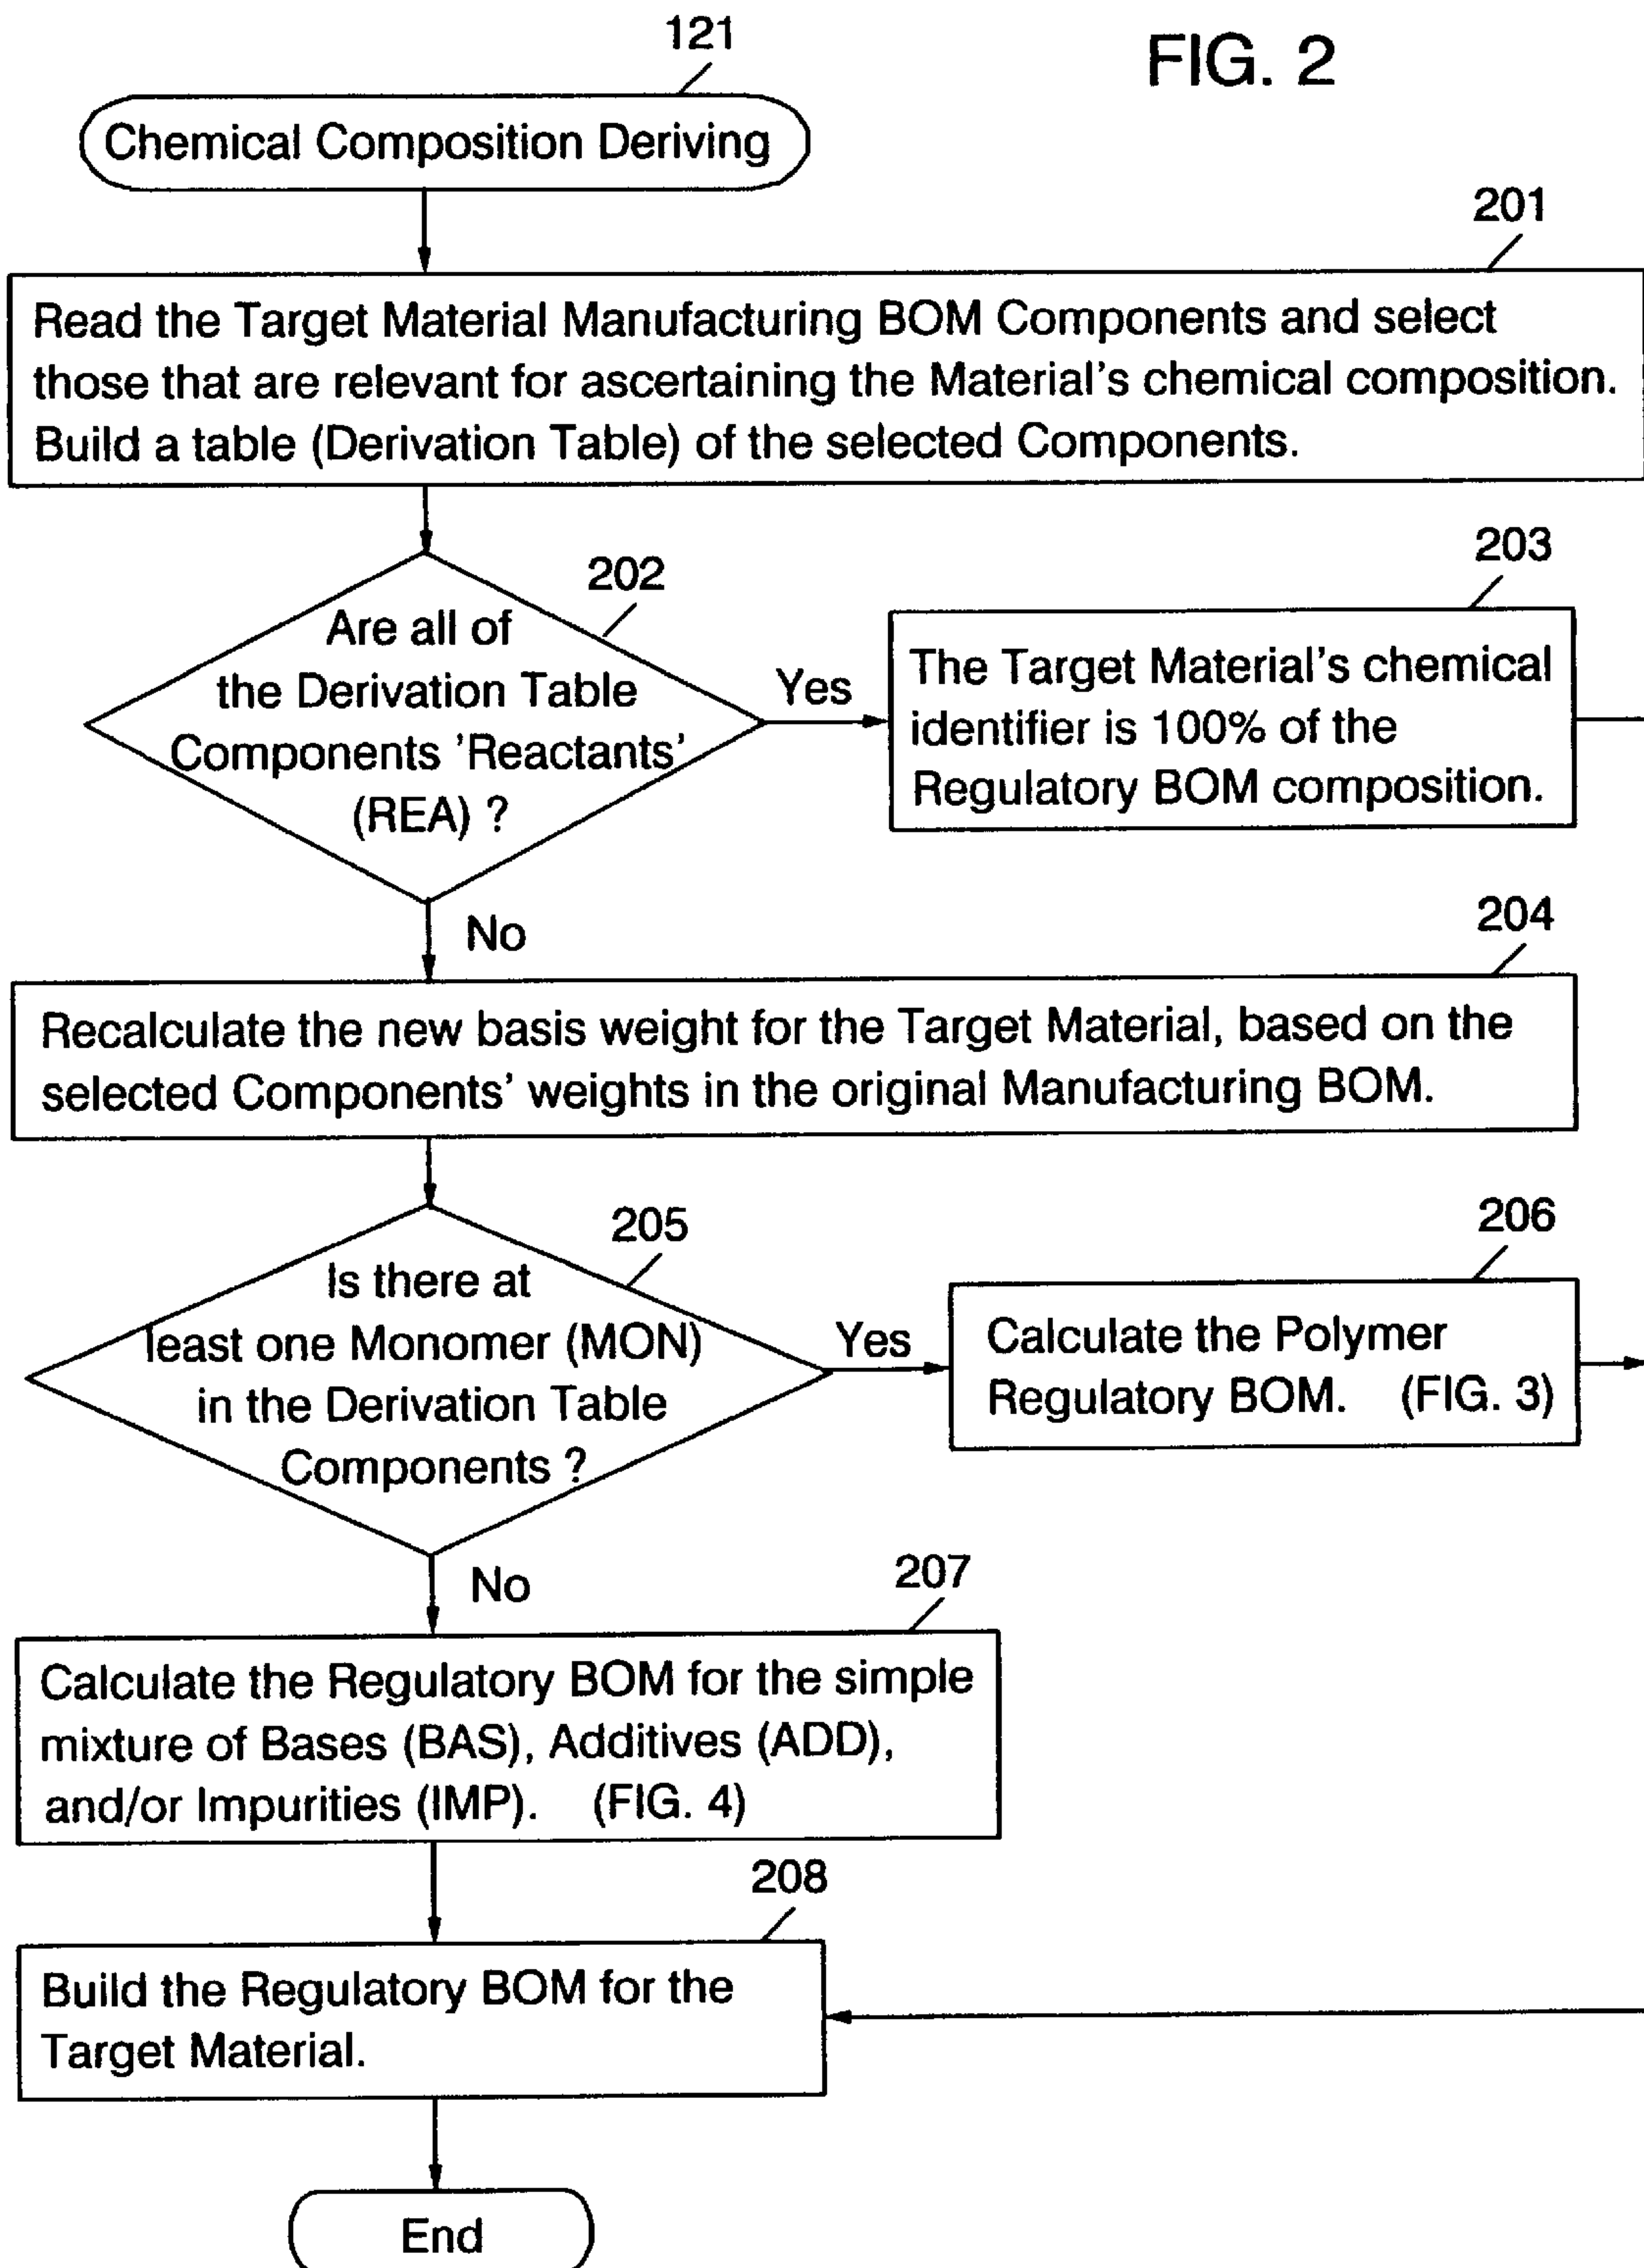 FIG. 2
121
Chemical Composition Deriving
201
Read the Target Material Manufacturing BOM Components and select
those that are relevant for ascertaining the Material's chemical composition.
Build a table (Derivation Table) of the selected Components.
202
Are all of
the Derivation Table
Components 'Reactants'
(REA) ?
Yes
203
The Target Material's chemical
identifier is 100% of the
Regulatory BOM composition.
No
204
Recalculate the new basis weight for the Target Material, based on the
selected Components' weights in the original Manufacturing BOM.
205
Is there at
least one Monomer (MON)
in the Derivation Table
Components ?
Yes
206
Calculate the Polymer
Regulatory BOM. (FIG. 3)
No
207
Calculate the Regulatory BOM for the simple
mixture of Bases (BAS), Additives (ADD),
and/or Impurities (IMP). (FIG. 4)
208
Build the Regulatory BOM for the
Target Material.
End